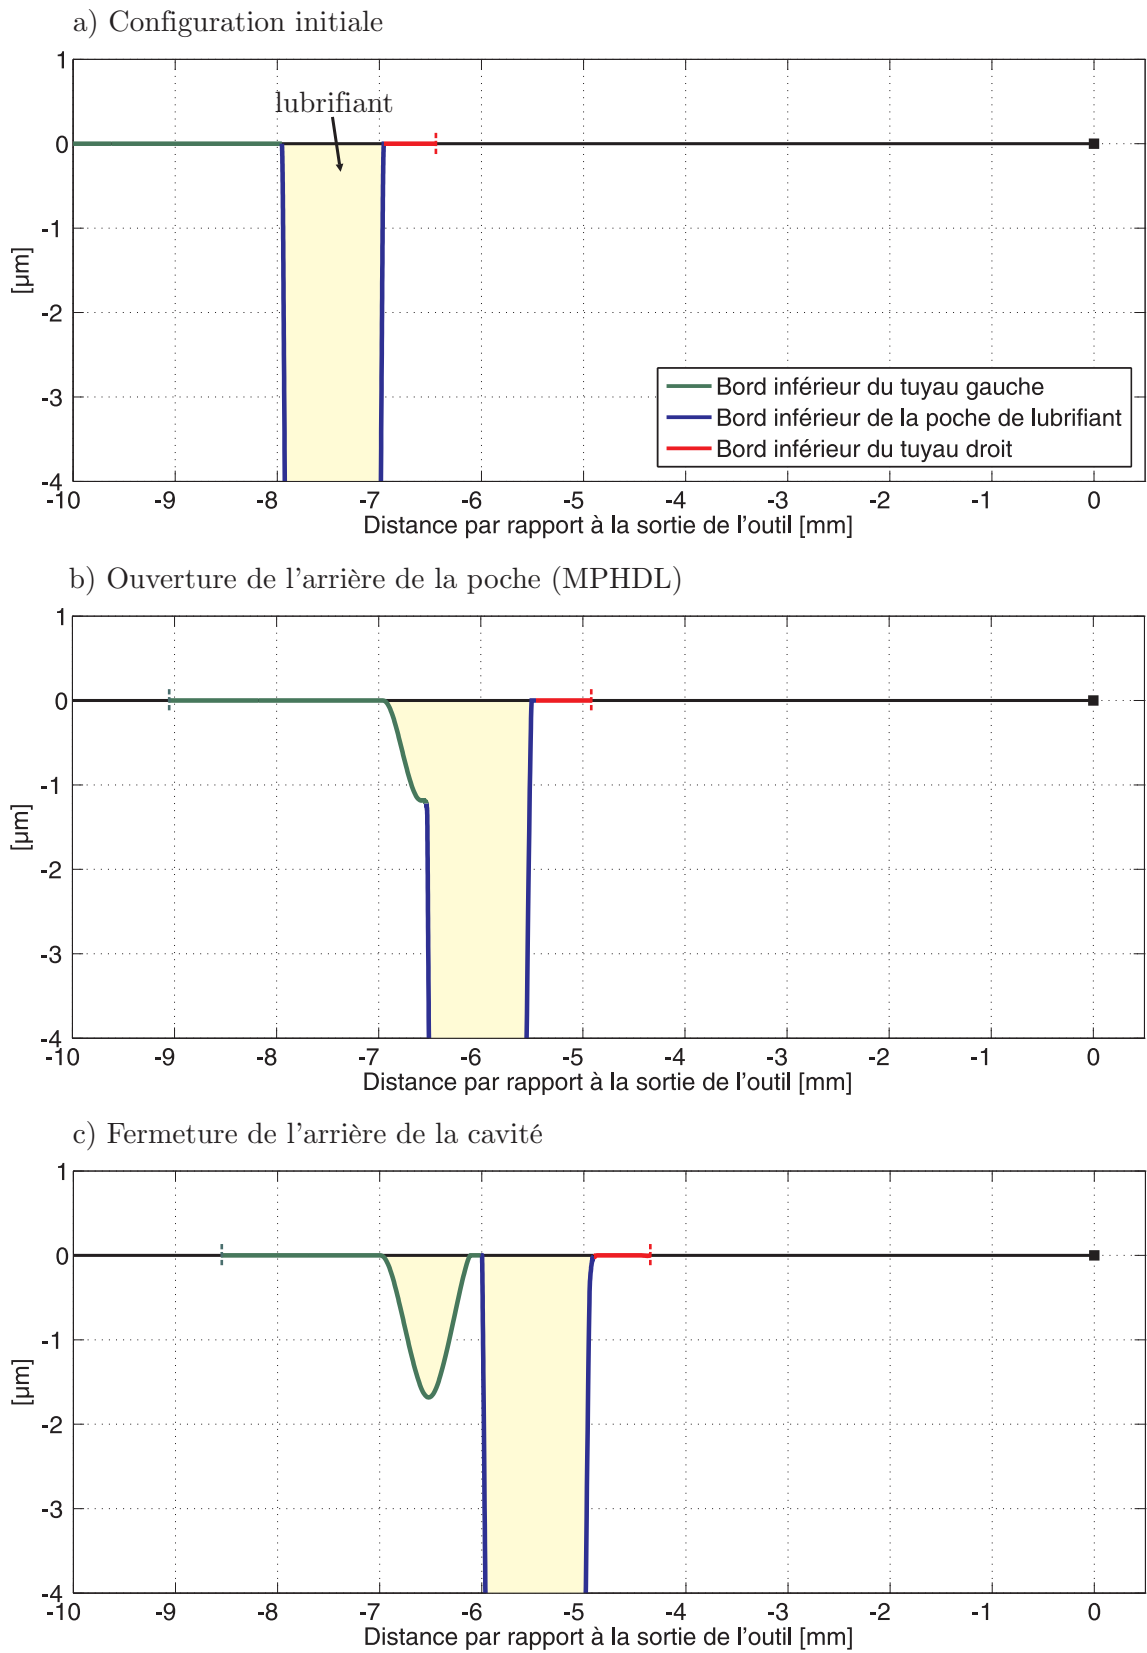 a) Configuration initiale
1
lubrifiant
0
-1
[µm]
-2
-3
-4
Bord inférieur du tuyau gauche
Bord inférieur de la poche de lubrifiant
Bord inférieur du tuyau droit
-10 -9 -8 -7 -6 -5 -4 -3 -2 -1 0
Distance par rapport à la sortie de l'outil [mm]
b) Ouverture de l'arrière de la poche (MPHDL)
1
0
-1
[µm]
-2
-3
-4
-10 -9 -8 -7 -6 -5 -4 -3 -2 -1 0
Distance par rapport à la sortie de l'outil [mm]
c) Fermeture de l'arrière de la cavité
1
0
-1
[µm]
-2
-3
-4
-10 -9 -8 -7 -6 -5 -4 -3 -2 -1 0
Distance par rapport à la sortie de l'outil [mm]